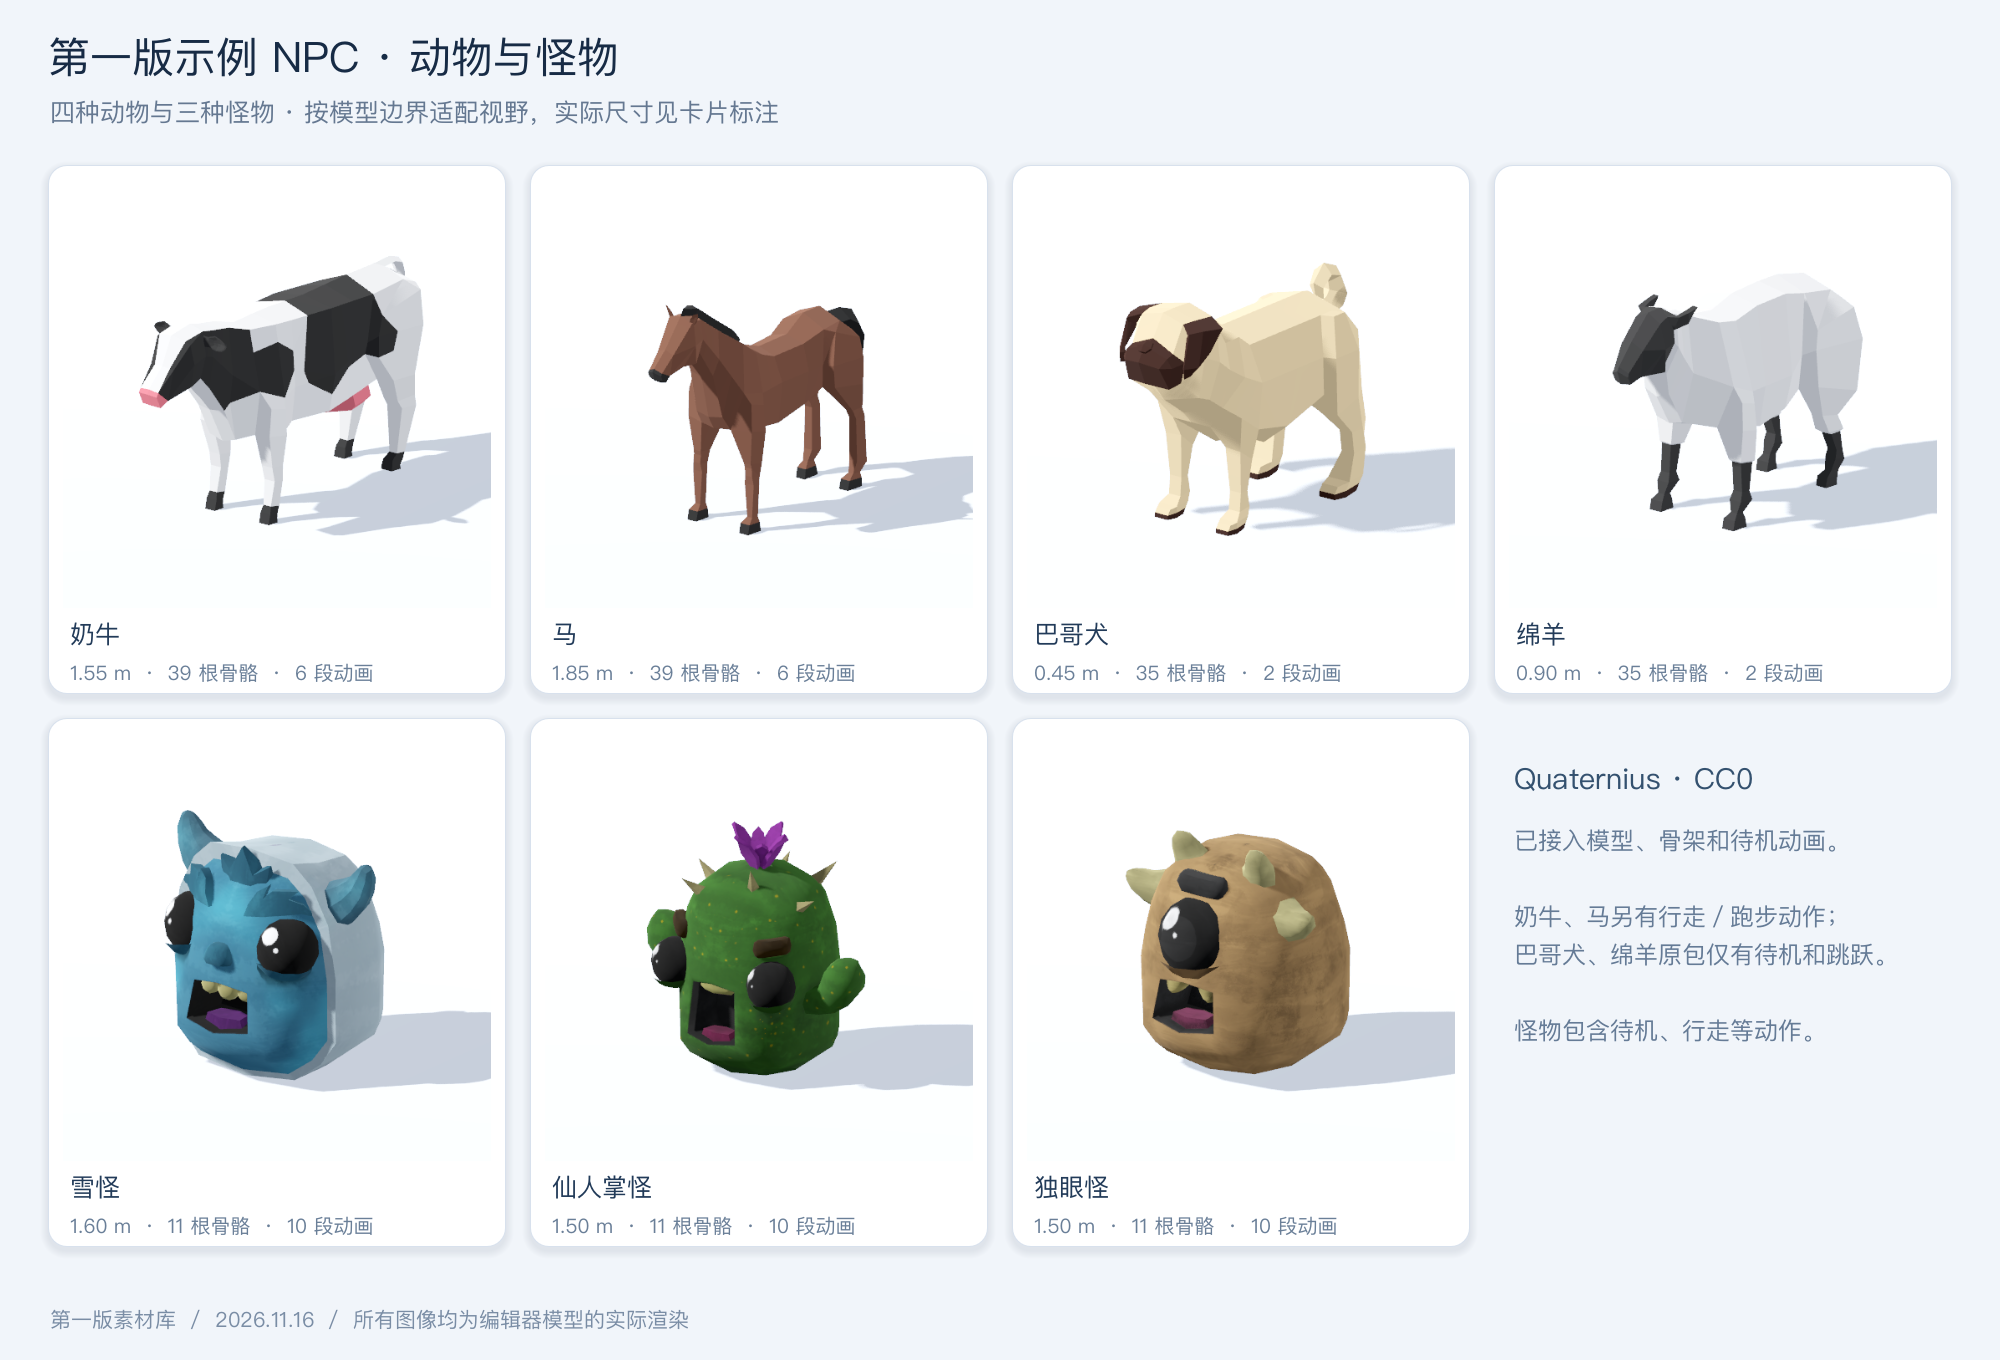 第一版示例 NPC · 动物与怪物
四种动物与三种怪物 · 按模型边界适配视野，实际尺寸见卡片标注
奶牛
1.55 m · 39 根骨骼 · 6 段动画
马
1.85 m · 39 根骨骼 · 6 段动画
巴哥犬
0.45 m · 35 根骨骼 · 2 段动画
绵羊
0.90 m · 35 根骨骼 · 2 段动画
雪怪
1.60 m · 11 根骨骼 · 10 段动画
仙人掌怪
1.50 m · 11 根骨骼 · 10 段动画
独眼怪
1.50 m · 11 根骨骼 · 10 段动画
Quaternius · CC0
已接入模型、骨架和待机动画。
奶牛、马另有行走 / 跑步动作；
巴哥犬、绵羊原包仅有待机和跳跃。
怪物包含待机、行走等动作。
第一版素材库 / 2026.11.16 / 所有图像均为编辑器模型的实际渲染